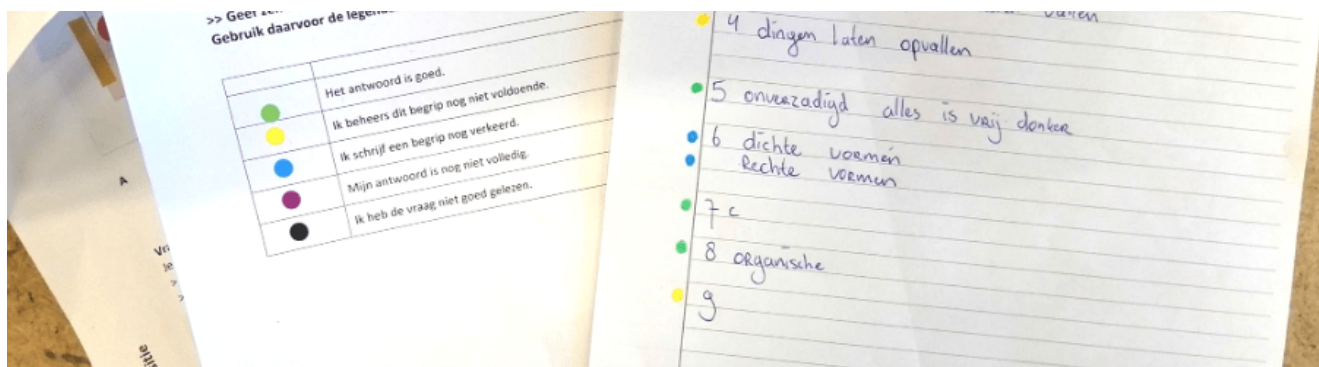 >> Geef
Gebruik daarvoor de
Het antwoord is goed.
Ik beheers dit begrip nog niet voldoende.
Ik schrijf een begrip nog verkeerd.
Mijn antwoord is nog niet volledig.
Ik heb de vraag niet goed gelezen.
A
vallen
4 dingen laten opvallen
5 onverzadigd alles is vrij donker
6 dichte vormen
Rechte vormen
7 c
8 organische
9